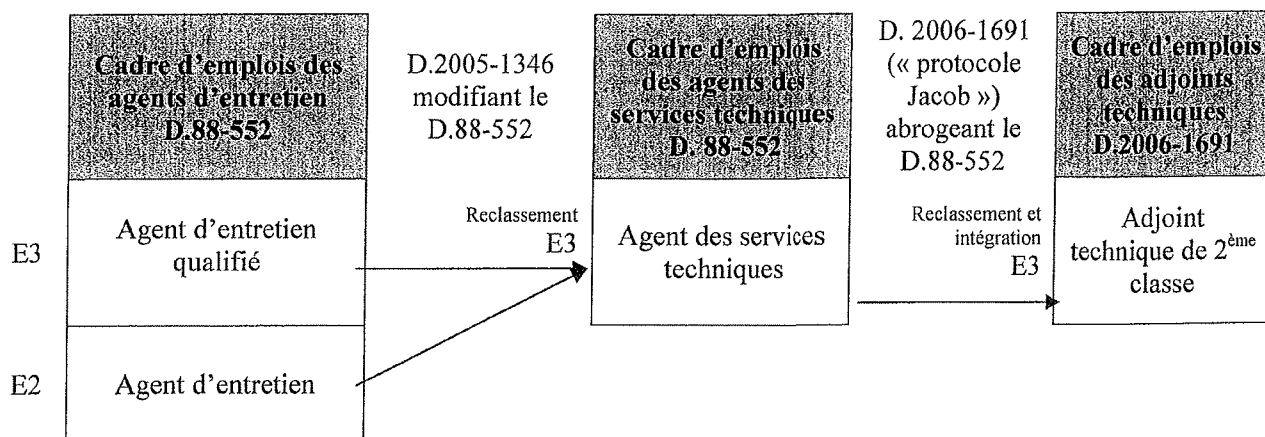 Cadre d'emplois des
agents d'entretien
D.88-552
D.2005-1346
modifiant le
D.88-552
Cadre d'emplois
des agents des
services techniques
D. 88-552
D. 2006-1691
(« protocole
Jacob »)
abrogeant le
D.88-552
Cadre d'emplois
des adjoints
techniques
D.2006-1691
E3
Agent d'entretien
qualifié
Reclassement
E3
Agent des services
techniques
Reclassement et
intégration
E3
Adjoint
technique de 2ème
classe
E2
Agent d'entretien